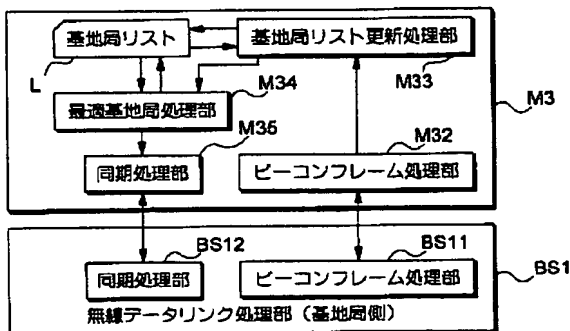 基地局リスト
基地局リスト更新処理部
L
M34
M33
最適基地局処理部
M3
M35
M32
同期処理部
ビーコンフレーム処理部
BS12
BS11
同期処理部
ビーコンフレーム処理部
BS1
無線データリンク処理部（基地局側）